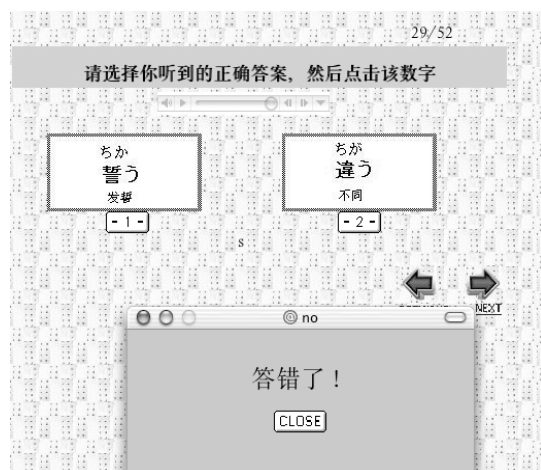 29/52
请选择你听到的正确答案，然后点击该数字
ちか
誓う
发誓
- 1 -
ちが
違う
不同
- 2 -
s
NEXT
@ no
答错了！
CLOSE